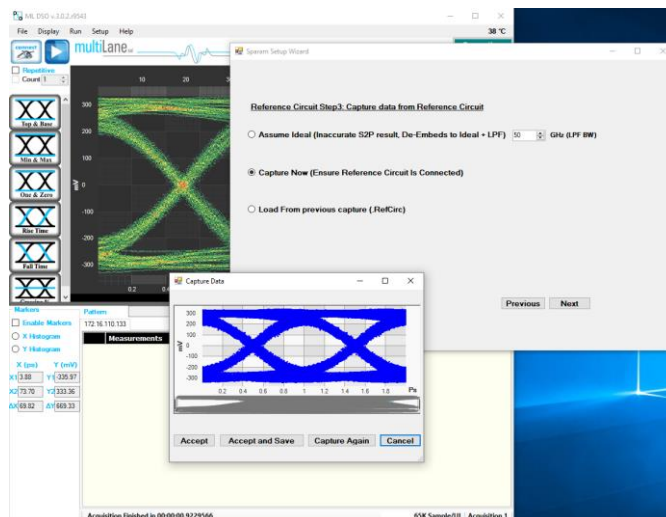 ML DSO v.3.0.2.r9543
File Display Run Setup Help
38 °C
connect
multiLane
Repetitive
Count 1
10 20
300
200
100
0
-100
-200
-300
mV
0.2 0.4 0.6
Top & Base
Min & Max
One & Zero
Rise Time
Fall Time
Markers
Enable Markers
X Histogram
Y Histogram
X (ps) Y (mV)
X1 3.88 Y1 -335.97
X2 73.70 Y2 333.36
ΔX 69.82 ΔY 669.33
Pattern
172.16.110.133
Measurements
Acquisition Finished in 00:00:00.9229566
65K Sample/UI Acquisition 1
Sparam Setup Wizard
Reference Circuit Step3: Capture data from Reference Circuit
Assume Ideal (Inaccurate S2P result, De-Embeds to Ideal + LPF) 50 GHz (LPF BW)
Capture Now (Ensure Reference Circuit Is Connected)
Load From previous capture (.RefCirc)
Previous Next
Capture Data
300
200
100
0
-100
-200
-300
mV
0.2 0.4 0.6 0.8 1 1.2 1.4 1.6 1.8 Ps
Accept Accept and Save Capture Again Cancel